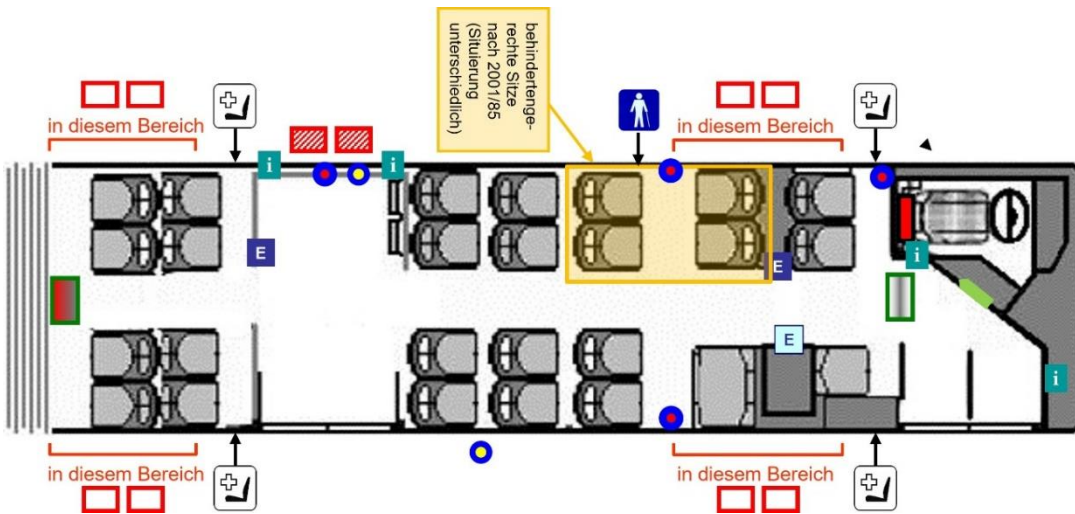 behindertenge-
rechte Sitze
nach 2001/85
(Situierung
unterschiedlich)
in diesem Bereich
in diesem Bereich
i
i
E
E
i
E
i
in diesem Bereich
in diesem Bereich